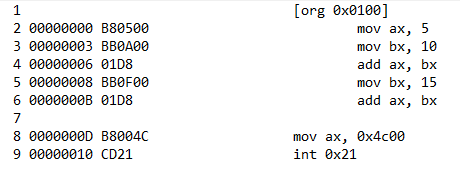 1 [org 0x0100]
2 00000000 B80500 mov ax, 5
3 00000003 BB0A00 mov bx, 10
4 00000006 01D8 add ax, bx
5 00000008 BB0F00 mov bx, 15
6 0000000B 01D8 add ax, bx
7
8 0000000D B8004C mov ax, 0x4c00
9 00000010 CD21 int 0x21